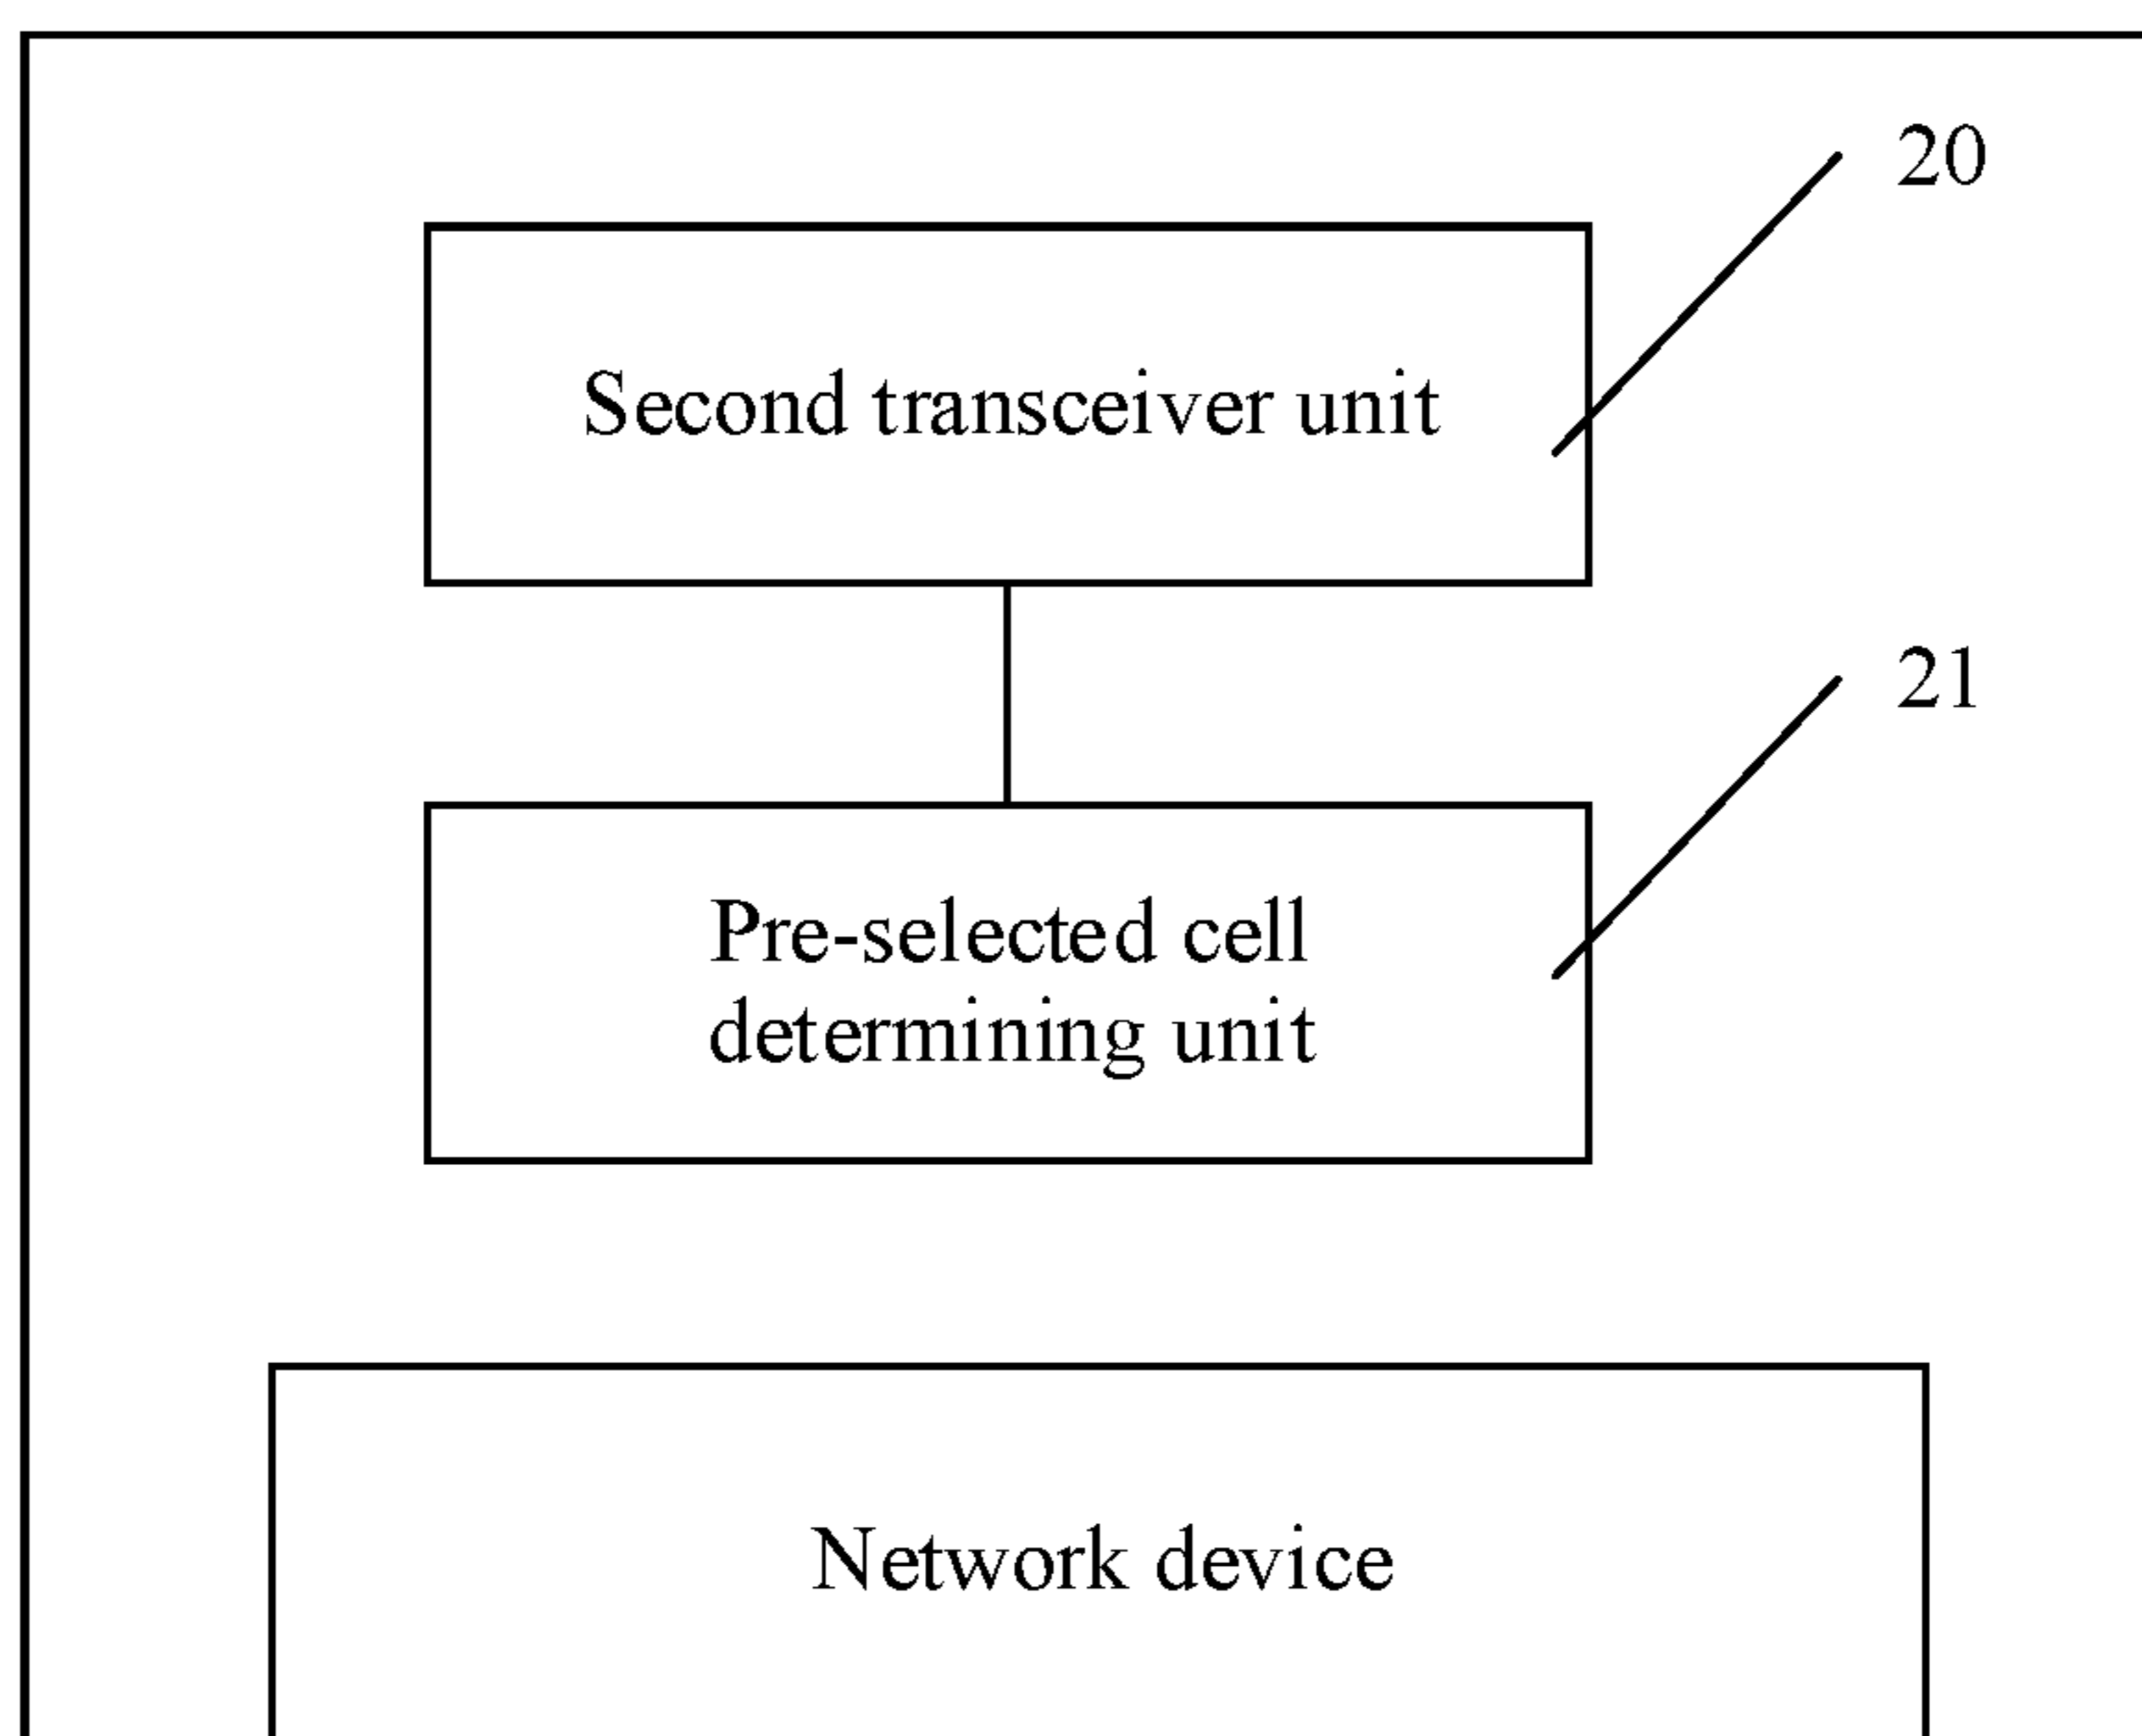 20
Second transceiver unit
21
Pre-selected cell
determining unit
Network device